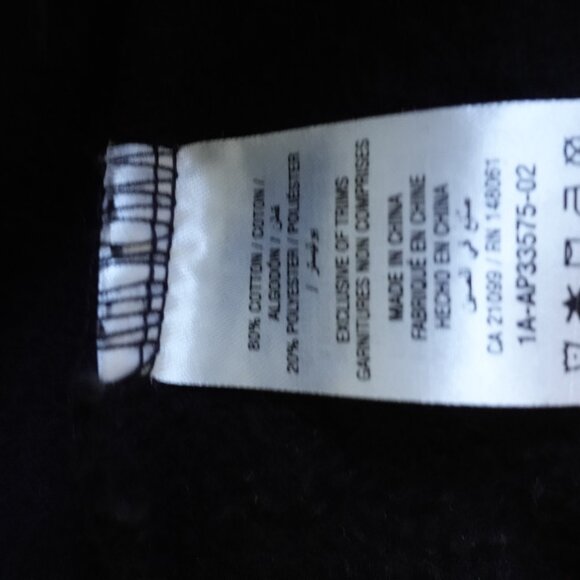 80% COTTON // COTON //
ALGODÓN // قطن
20% POLYESTER // POLIÉSTER
// بوليستر
EXCLUSIVE OF TRIMS
GARNITURES NON COMPRISES
MADE IN CHINA
FABRIQUÉ EN CHINE
HECHO EN CHINA
صنع في الصين
CA 21099 // RN 148061
1A-AP33575-02